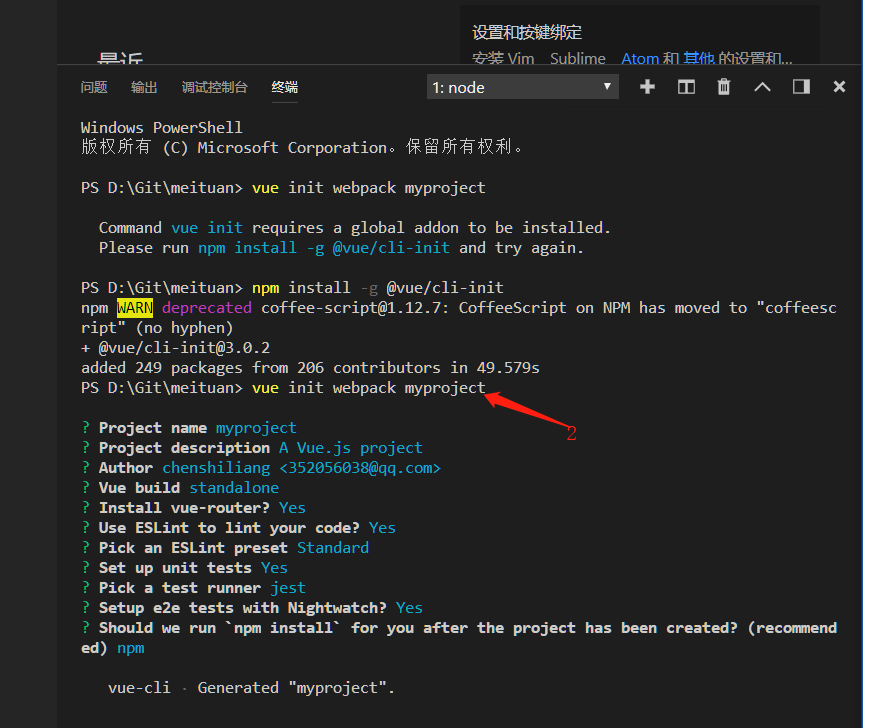 设置和按键绑定
最近
安装 Vim Sublime Atom 和 其他 的设置和...
问题 输出 调试控制台 终端 1: node
Windows PowerShell
版权所有 (C) Microsoft Corporation。保留所有权利。
PS D:\Git\meituan> vue init webpack myproject
Command vue init requires a global addon to be installed.
Please run npm install -g @vue/cli-init and try again.
PS D:\Git\meituan> npm install -g @vue/cli-init
npm WARN deprecated coffee-script@1.12.7: CoffeeScript on NPM has moved to "coffeesc
ript" (no hyphen)
+ @vue/cli-init@3.0.2
added 249 packages from 206 contributors in 49.579s
PS D:\Git\meituan> vue init webpack myproject
2
? Project name myproject
? Project description A Vue.js project
? Author chenshiliang <352056038@qq.com>
? Vue build standalone
? Install vue-router? Yes
? Use ESLint to lint your code? Yes
? Pick an ESLint preset Standard
? Set up unit tests Yes
? Pick a test runner jest
? Setup e2e tests with Nightwatch? Yes
? Should we run `npm install` for you after the project has been created? (recommend
ed) npm
vue-cli · Generated "myproject".